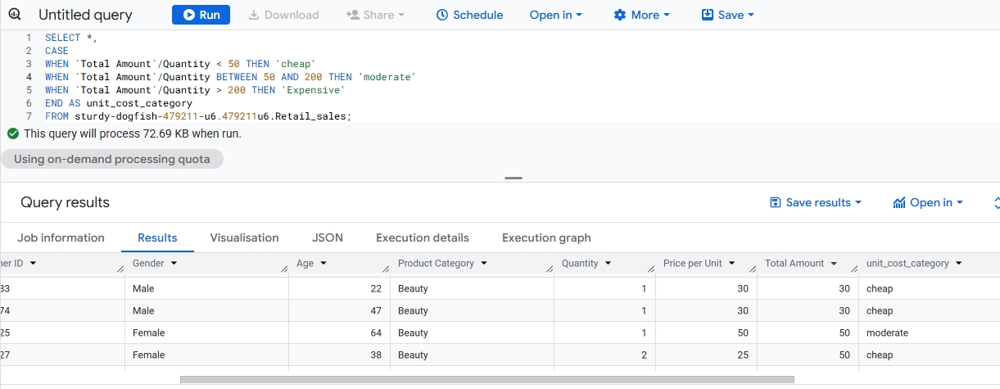 Untitled query Run Download Share Schedule Open in More Save
1 SELECT *,
2 CASE
3 WHEN `Total Amount`/Quantity < 50 THEN 'cheap'
4 WHEN `Total Amount`/Quantity BETWEEN 50 AND 200 THEN 'moderate'
5 WHEN `Total Amount`/Quantity > 200 THEN 'Expensive'
6 END AS unit_cost_category
7 FROM sturdy-dogfish-479211-u6.479211u6.Retail_sales;
This query will process 72.69 KB when run.
Using on-demand processing quota
Query results Save results Open in
Job information Results Visualisation JSON Execution details Execution graph
ner ID Gender Age Product Category Quantity Price per Unit Total Amount unit_cost_category
33 Male 22 Beauty 1 30 30 cheap
74 Male 47 Beauty 1 30 30 cheap
25 Female 64 Beauty 1 50 50 moderate
27 Female 38 Beauty 2 25 50 cheap